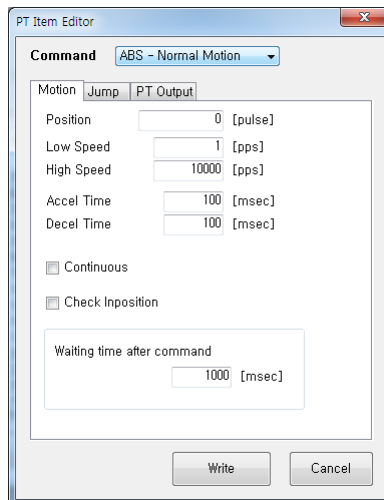 PT Item Editor
Command ABS - Normal Motion
Motion Jump PT Output
Position 0 [pulse]
Low Speed 1 [pps]
High Speed 10000 [pps]
Accel Time 100 [msec]
Decel Time 100 [msec]
Continuous
Check Inposition
Waiting time after command
1000 [msec]
Write Cancel